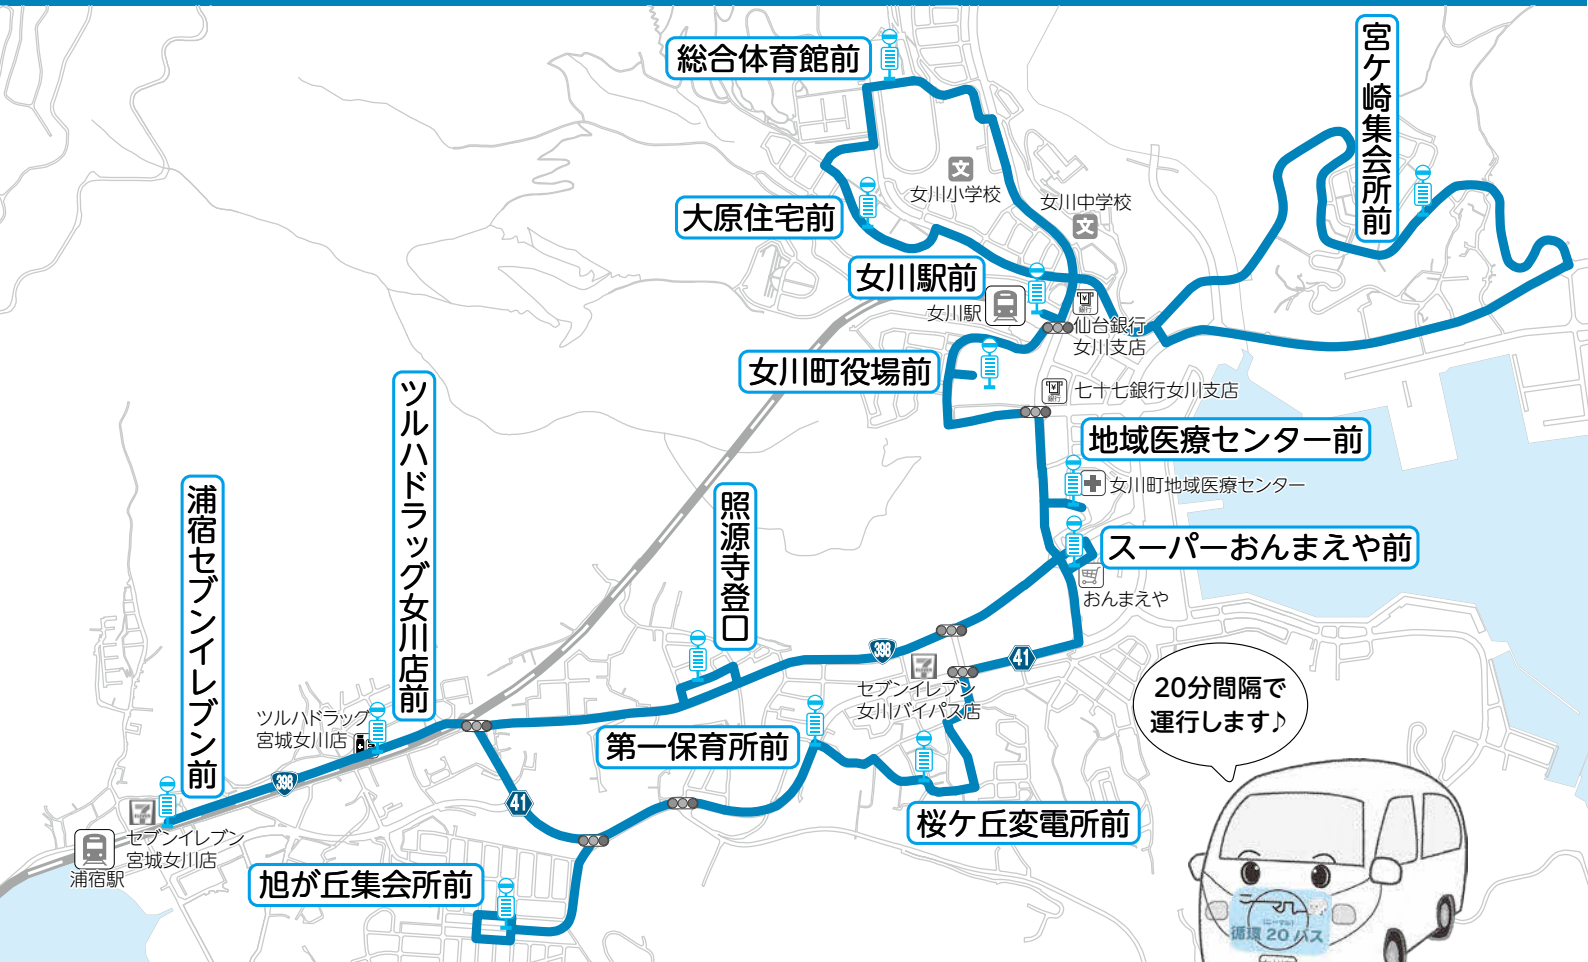 総合体育館前
宮ケ崎集会所前
女川小学校
女川中学校
大原住宅前
女川駅前
女川駅
銀行
仙台銀行
女川支店
女川町役場前
銀行
七十七銀行女川支店
地域医療センター前
女川町地域医療センター
スーパーおんまえや前
おんまえや
ツルハドラッグ女川店前
浦宿セブンイレブン前
照源寺登口
398
41
セブンイレブン
女川バイパス店
ツルハドラッグ
宮城女川店
第一保育所前
398
41
桜ケ丘変電所前
セブンイレブン
宮城女川店
浦宿駅
旭が丘集会所前
20分間隔で
運行します♪
循環20バス